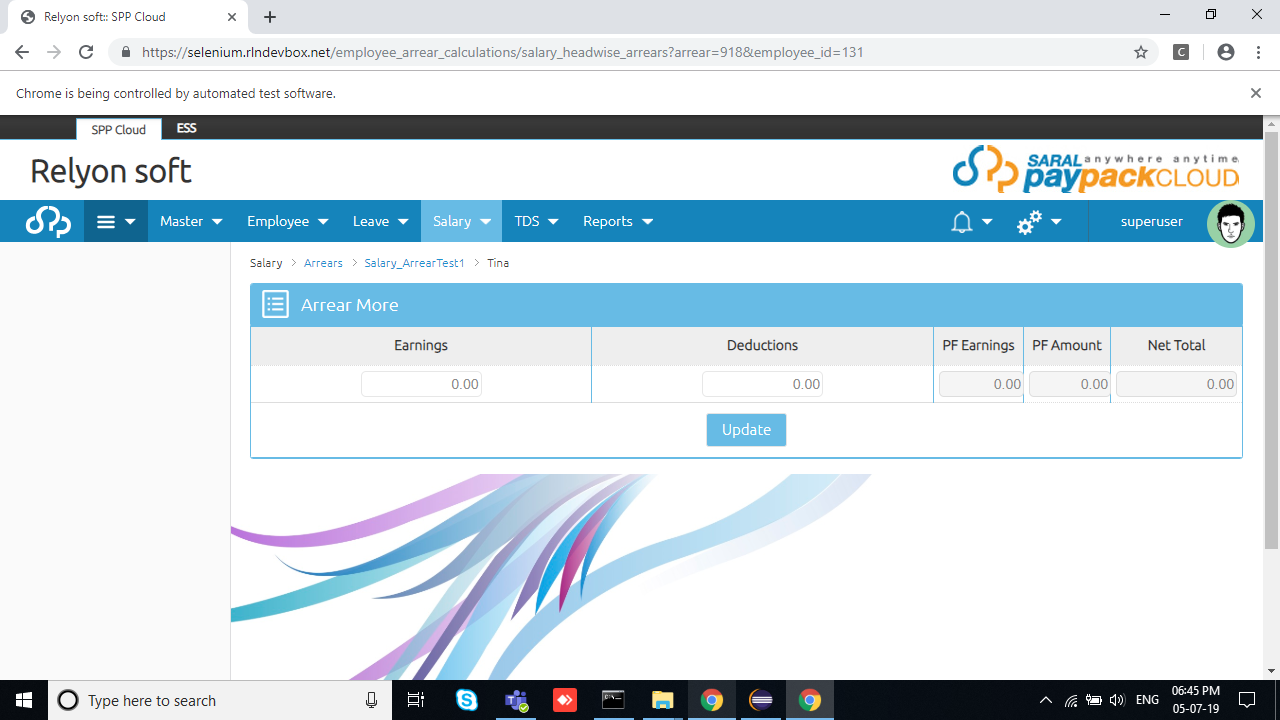 Relyon soft:: SPP Cloud
https://selenium.rlndevbox.net/employee_arrear_calculations/salary_headwise_arrears?arrear=918&employee_id=131
C
Chrome is being controlled by automated test software.
SPP Cloud ESS
Relyon soft
SARAL anywhere anytime
paypackCLOUD
Master Employee Leave Salary TDS Reports superuser
Salary > Arrears > Salary_ArrearTest1 > Tina
Arrear More
Earnings Deductions PF Earnings PF Amount Net Total
0.00 0.00 0.00 0.00 0.00
Update
Type here to search
ENG
06:45 PM
05-07-19